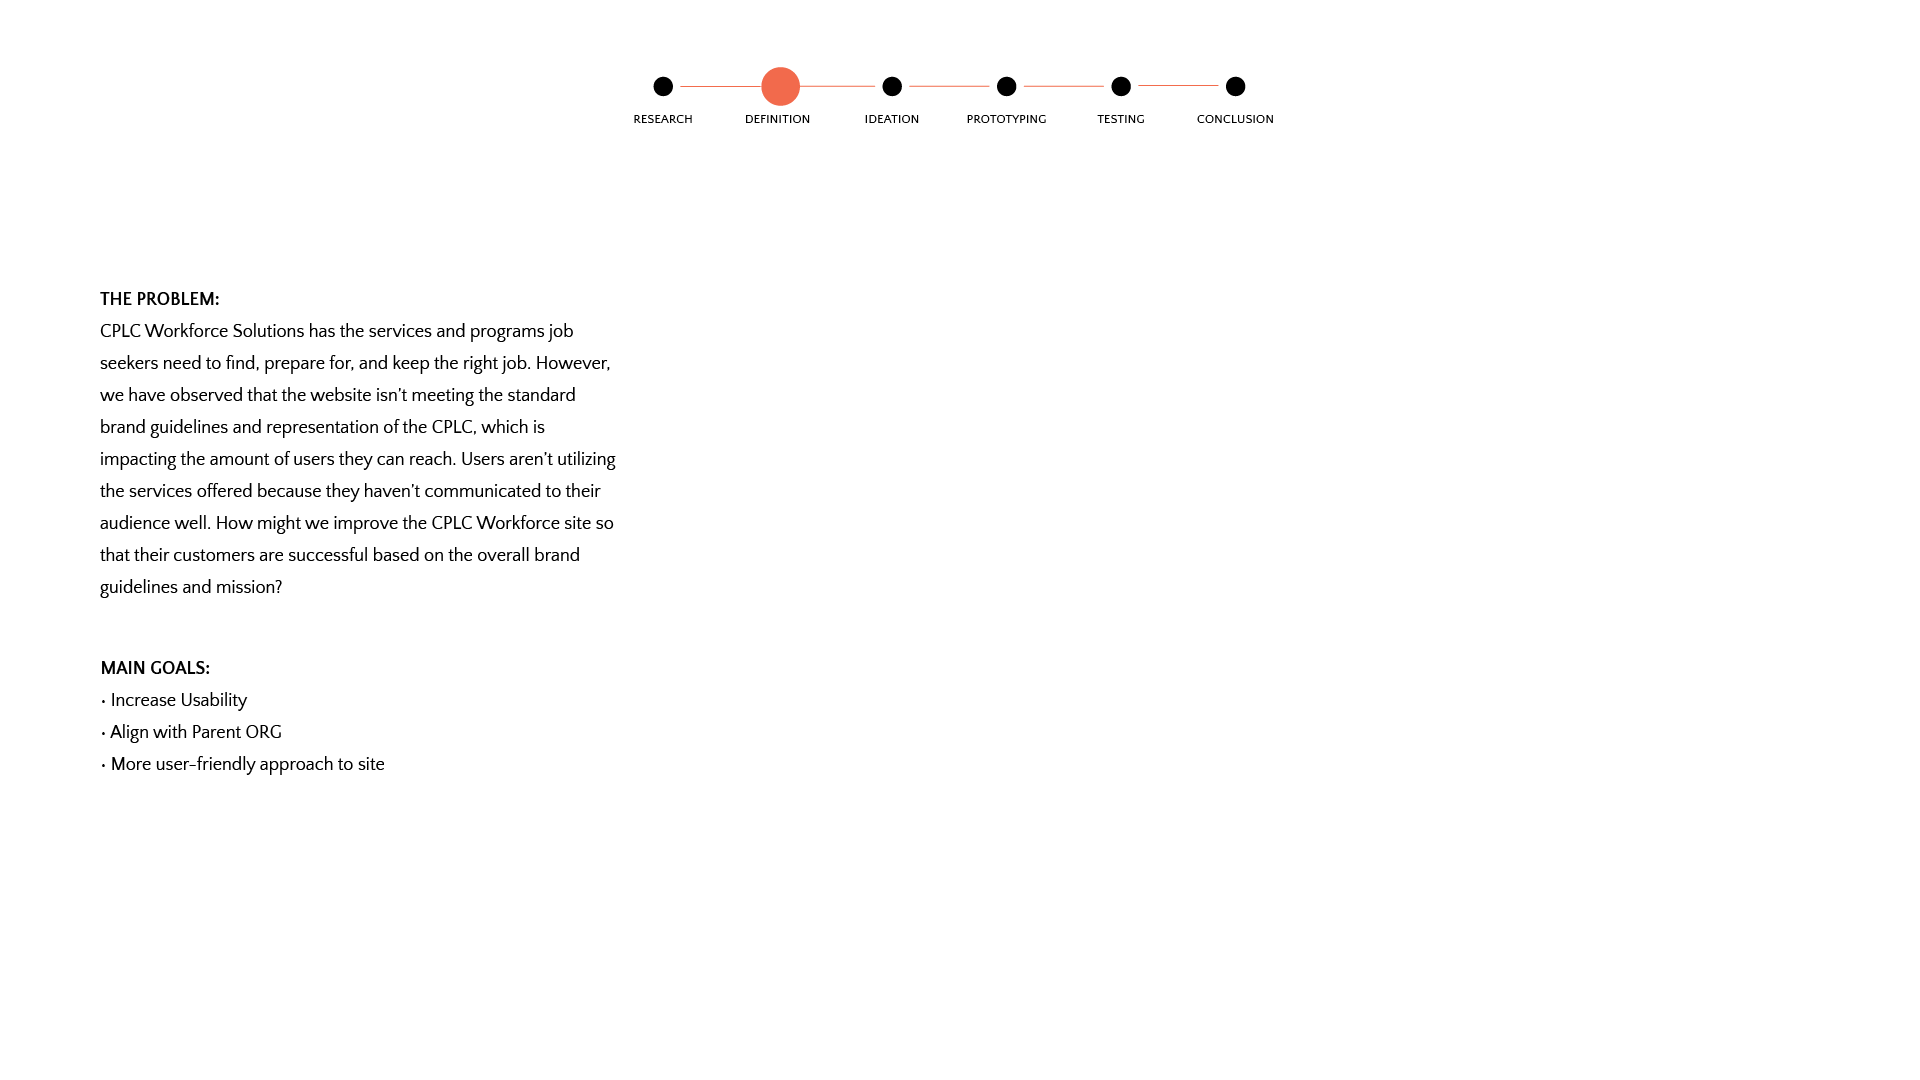 RESEARCH DEFINITION IDEATION PROTOTYPING TESTING CONCLUSION
THE PROBLEM:
CPLC Workforce Solutions has the services and programs job
seekers need to find, prepare for, and keep the right job. However,
we have observed that the website isn’t meeting the standard
brand guidelines and representation of the CPLC, which is
impacting the amount of users they can reach. Users aren’t utilizing
the services offered because they haven’t communicated to their
audience well. How might we improve the CPLC Workforce site so
that their customers are successful based on the overall brand
guidelines and mission?
MAIN GOALS:
• Increase Usability
• Align with Parent ORG
• More user-friendly approach to site